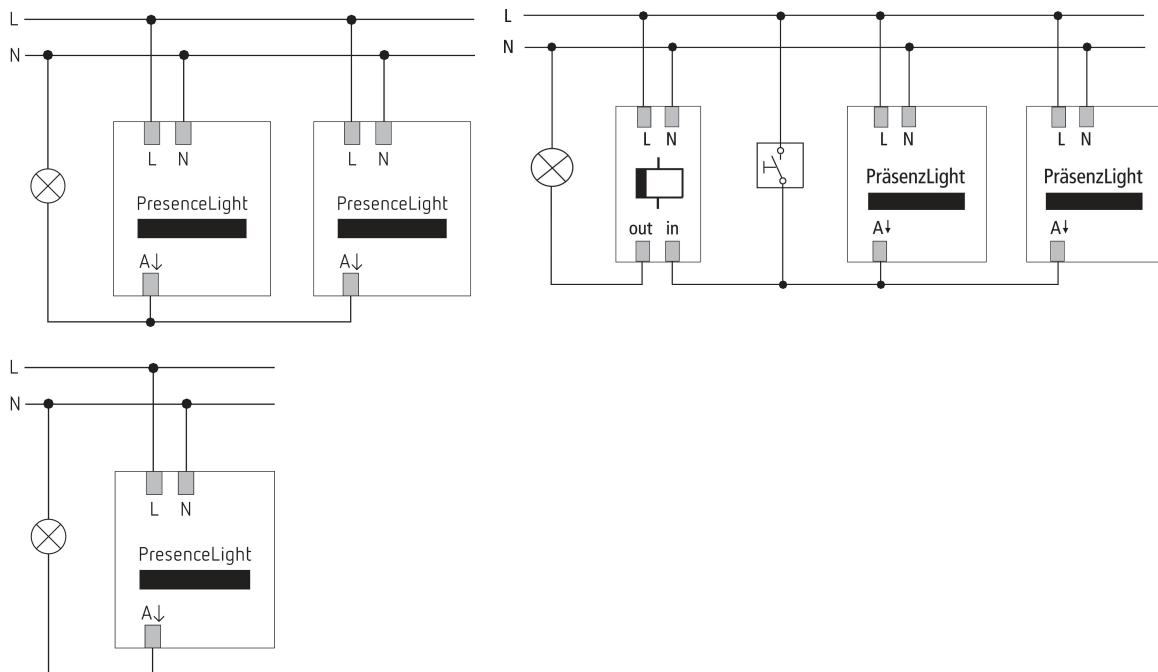 L
N
L N L N
PresenceLight PresenceLight
A↓ A↓
L
N
L N L N L N
PräsenzLight PräsenzLight
out in A↓ A↓
L
N
L N
PresenceLight
A↓